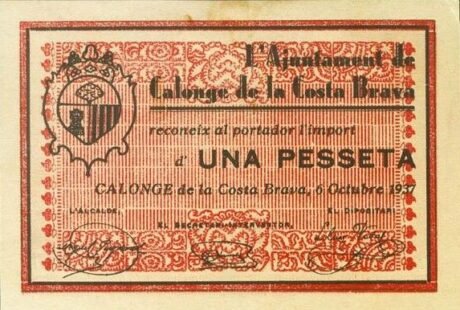 L'Ajuntament de
Calonge de la Costa Brava
reconeix al portador l'import
d' UNA PESSETA
CALONGE de la Costa Brava, 6 Octubre 1937
L'ALCALDE, EL DIPOSITARI
EL SECRETARI-INTERVENTOR,